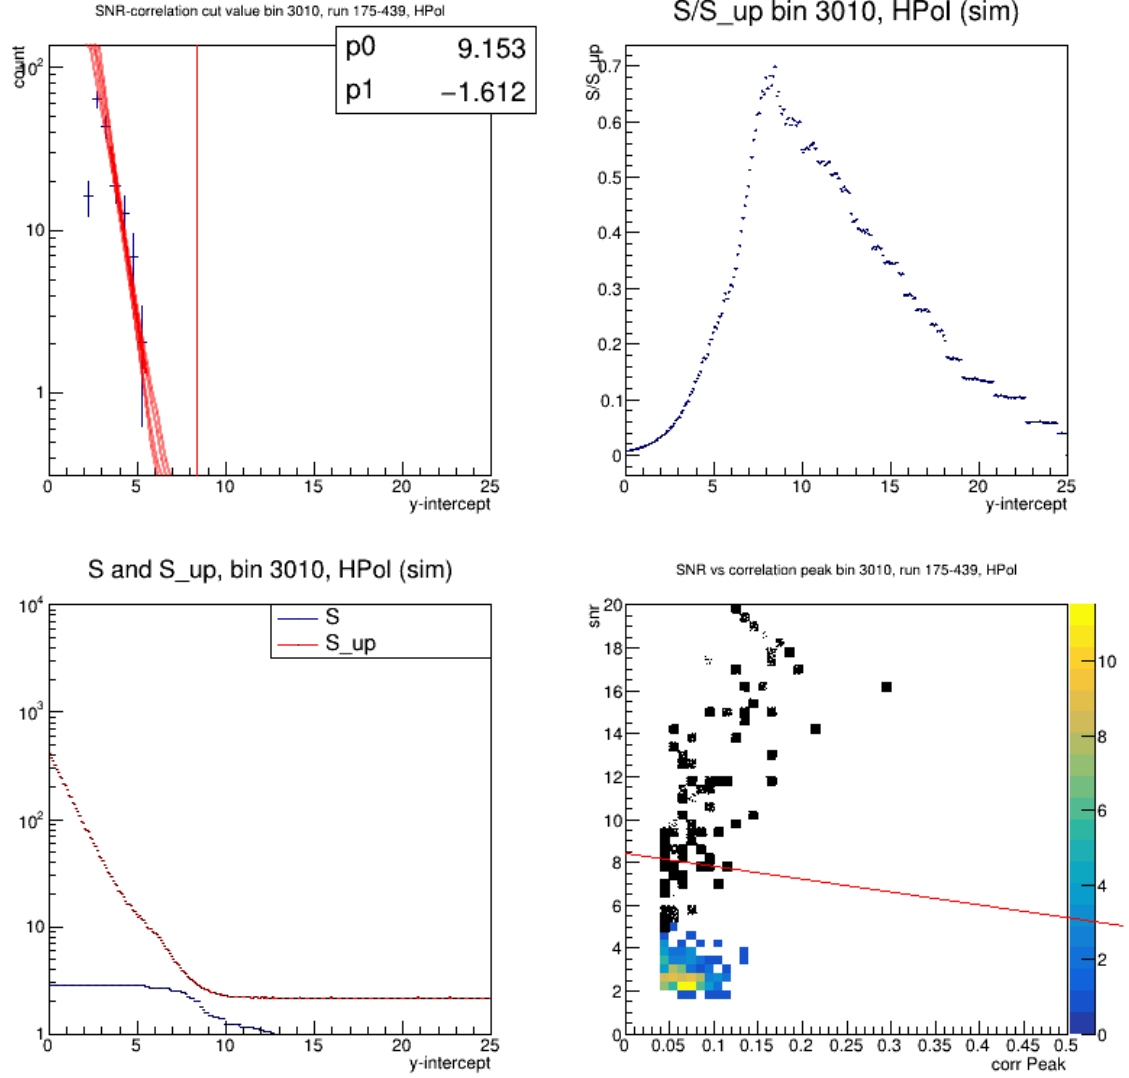 SNR-correlation cut value bin 3010, run 175-439, HPol
count
10²
10
1
p0 9.153
p1 −1.612
0 5 10 15 20 25
y-intercept
S/S_up bin 3010, HPol (sim)
S/S_up
0.7
0.6
0.5
0.4
0.3
0.2
0.1
0
0 5 10 15 20 25
y-intercept
S and S_up, bin 3010, HPol (sim)
10⁴
10³
10²
10
1
S
S_up
0 5 10 15 20 25
y-intercept
SNR vs correlation peak bin 3010, run 175-439, HPol
snr
20
18
16
14
12
10
8
6
4
2
0
10
8
6
4
2
0
0 0.05 0.1 0.15 0.2 0.25 0.3 0.35 0.4 0.45 0.5
corr Peak